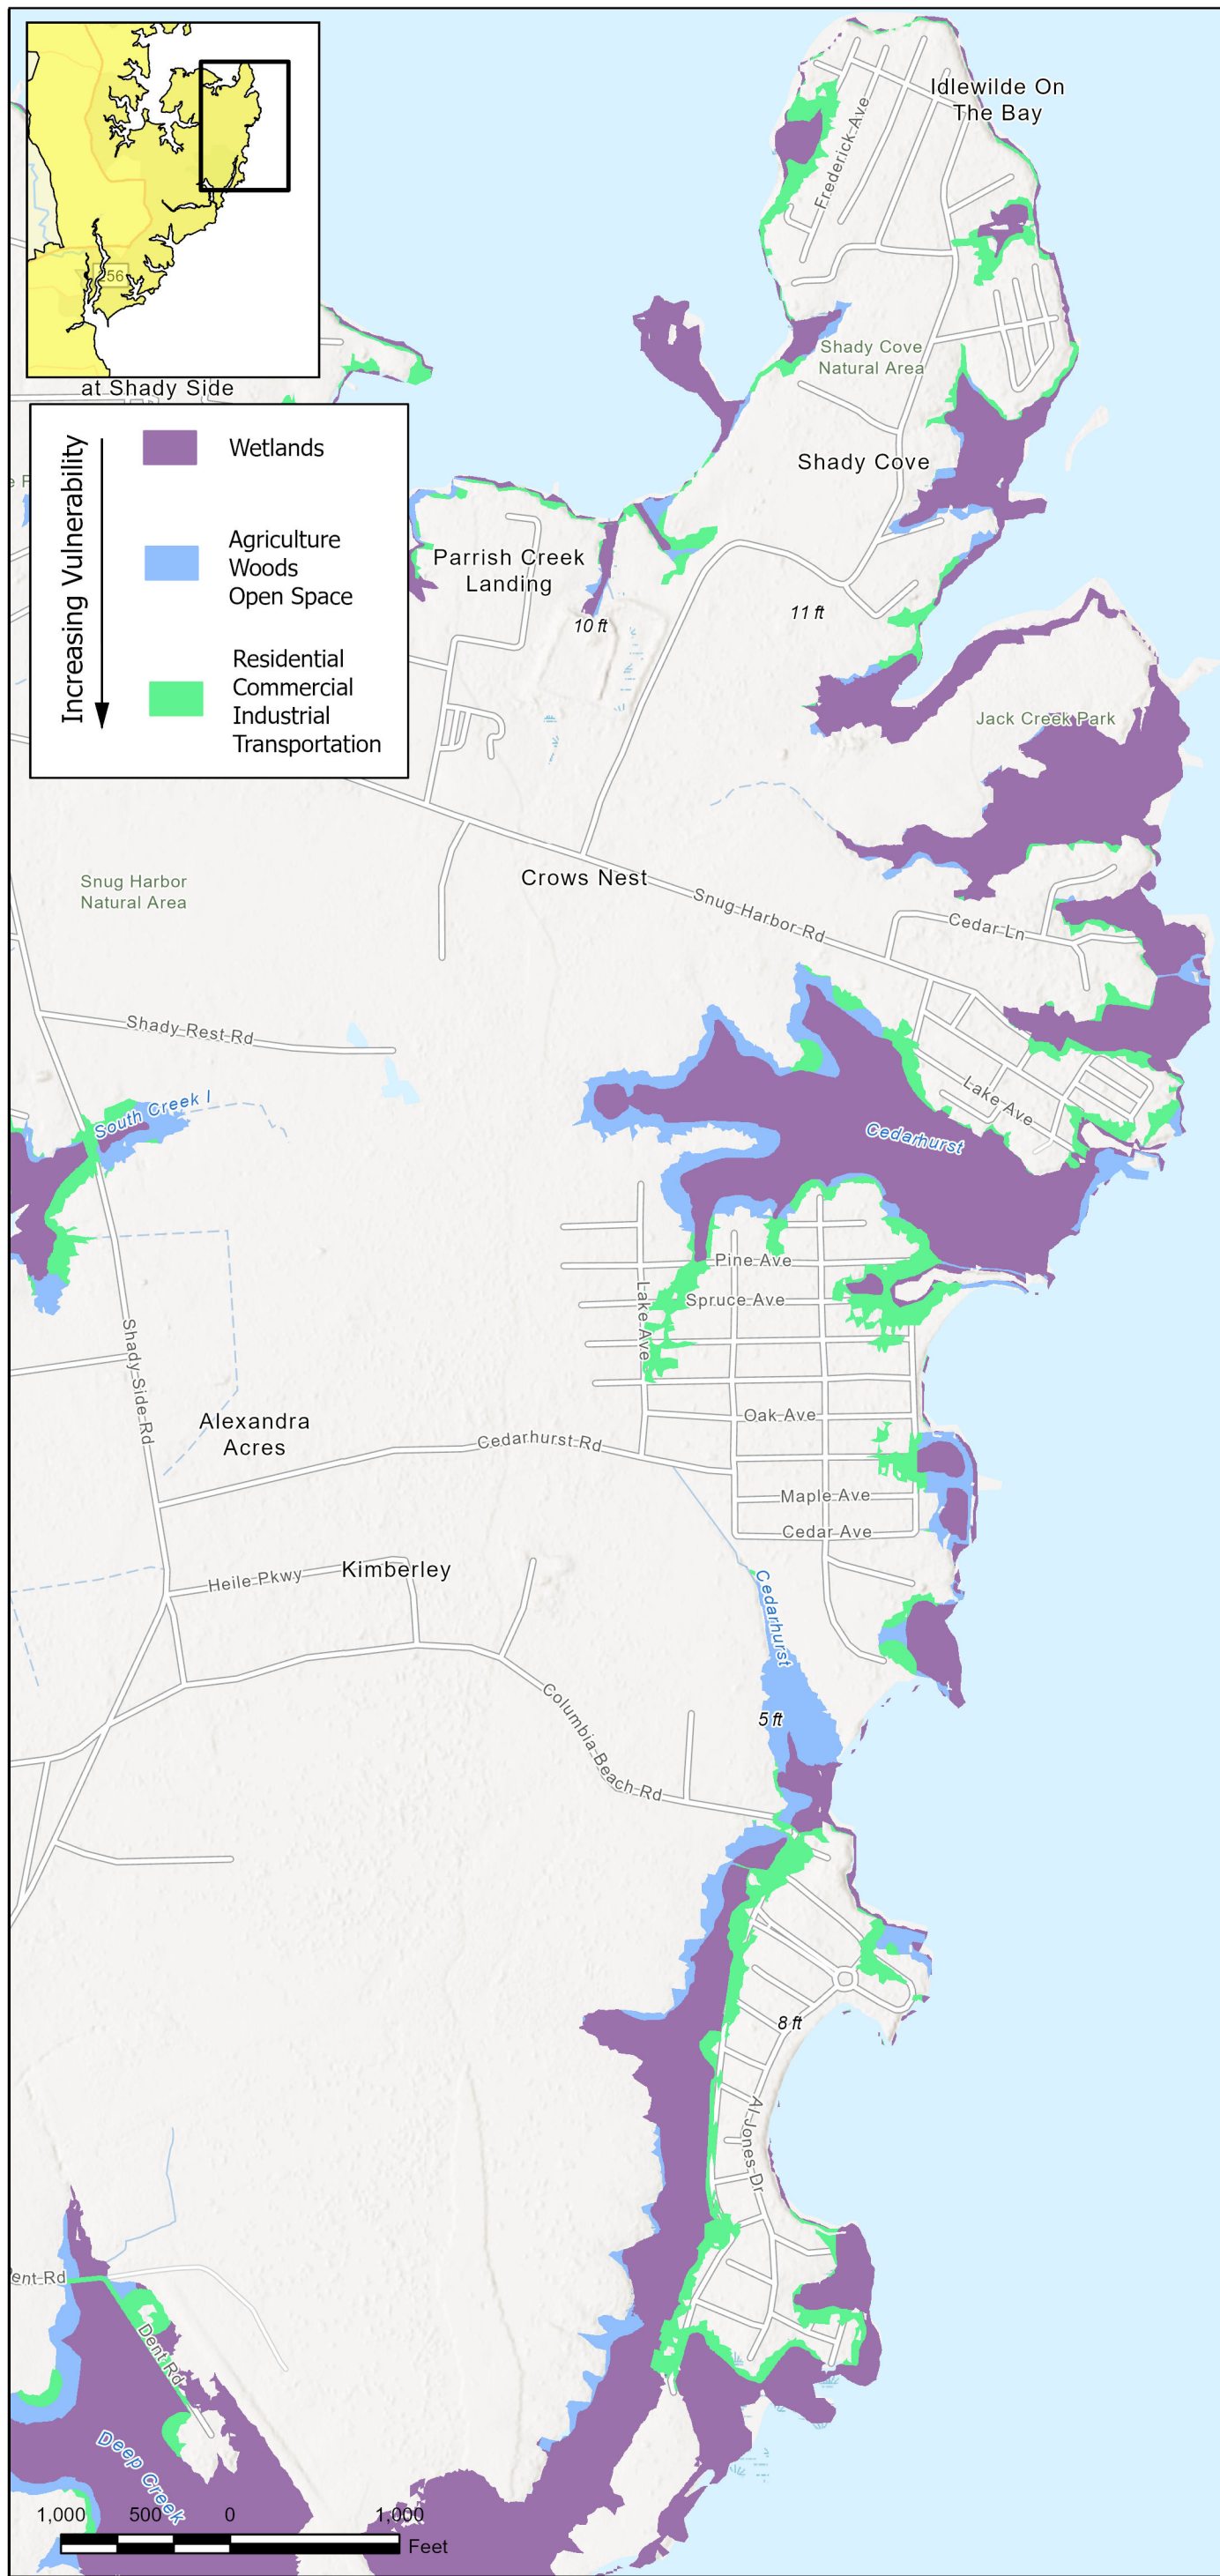 256
at Shady Side
Increasing Vulnerability
Wetlands
Agriculture
Woods
Open Space
Residential
Commercial
Industrial
Transportation
Idlewilde On
The Bay
Frederick Ave
Shady Cove
Natural Area
Shady Cove
Parrish Creek
Landing
10 ft
11 ft
Jack Creek Park
Crows Nest
Snug Harbor
Natural Area
Snug Harbor Rd
Cedar Ln
Shady Rest Rd
South Creek I
Lake Ave
Cedarhurst
Pine Ave
Spruce Ave
Lake Ave
Shady Side Rd
Alexandra
Acres
Oak Ave
Cedarhurst Rd
Maple Ave
Cedar Ave
Kimberley
Heile Pkwy
Cedarhurst
Columbia Beach Rd
5 ft
8 ft
Al Jones Dr
ent Rd
Dent Rd
Deep Creek
1,000 500 0 1,000
Feet